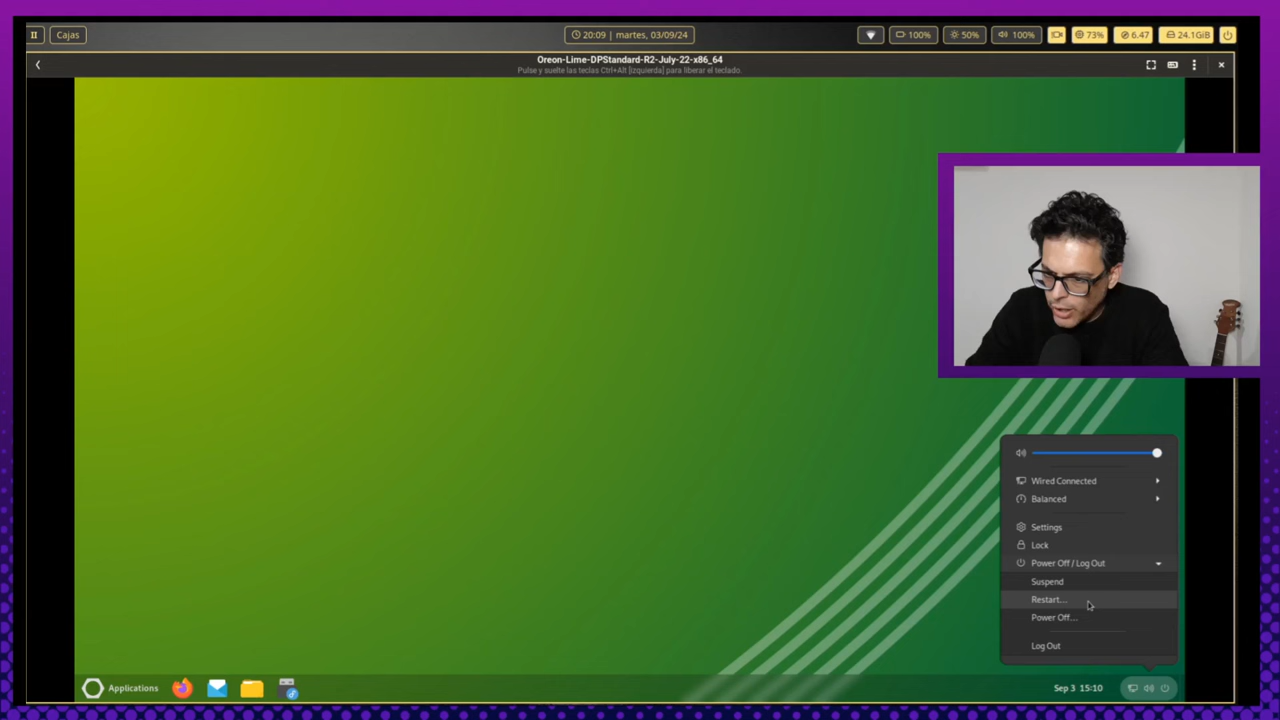 Cajas
20:09 | martes, 03/09/24
100%
50%
100%
73%
6.47
24.1GiB
Oreon-Lime-DPStandard-R2-July-22-x86_64
Pulse y suelte las teclas Ctrl+Alt [izquierda] para liberar el teclado.
Wired Connected
Balanced
Settings
Lock
Power Off / Log Out
Suspend
Restart...
Power Off...
Log Out
Applications
Sep 3 15:10